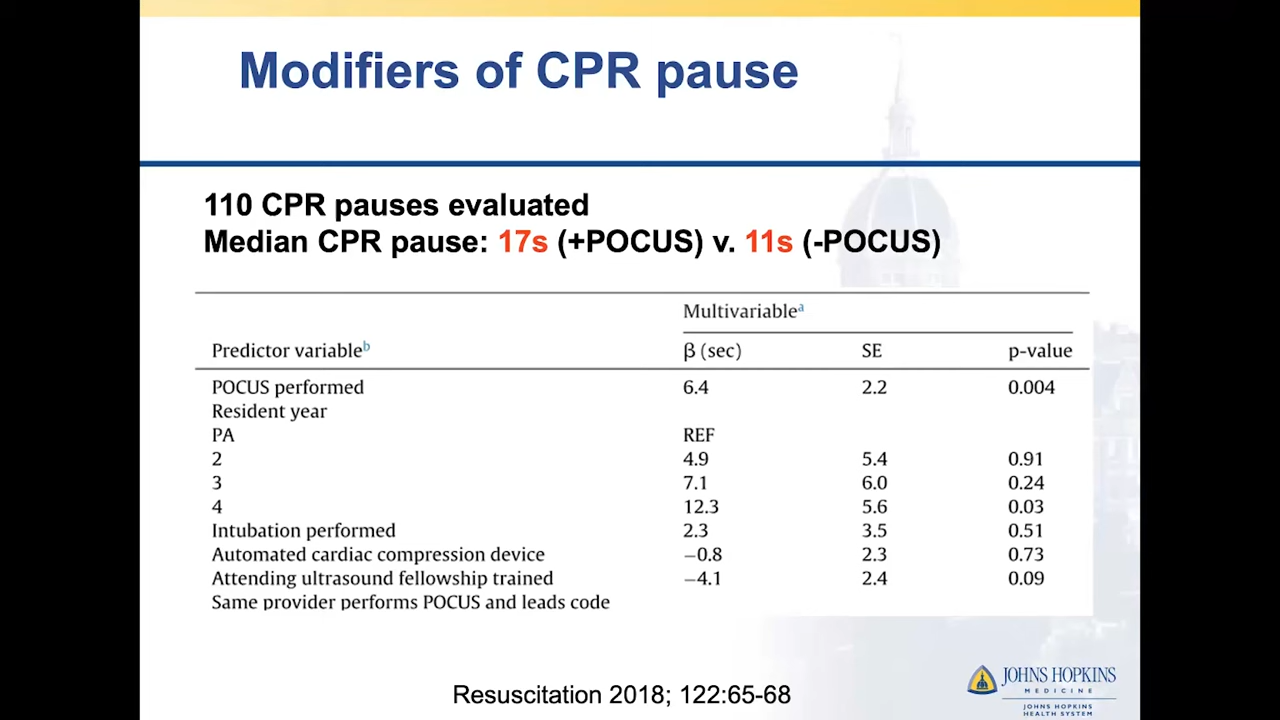 Modifiers of CPR pause
110 CPR pauses evaluated
Median CPR pause: 17s (+POCUS) v. 11s (-POCUS)
Multivariableᵃ
Predictor variableᵇ β (sec) SE p-value
POCUS performed 6.4 2.2 0.004
Resident year
PA REF
2 4.9 5.4 0.91
3 7.1 6.0 0.24
4 12.3 5.6 0.03
Intubation performed 2.3 3.5 0.51
Automated cardiac compression device −0.8 2.3 0.73
Attending ultrasound fellowship trained −4.1 2.4 0.09
Same provider performs POCUS and leads code
Resuscitation 2018; 122:65-68
JOHNS HOPKINS
MEDICINE
JOHNS HOPKINS
HEALTH SYSTEM